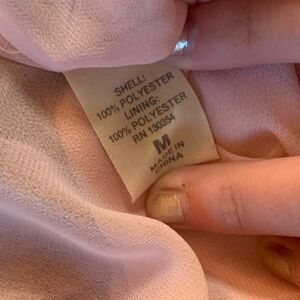 SHELL:
100% POLYESTER
LINING:
100% POLYESTER
RN 130354
M
MADE IN
CHINA